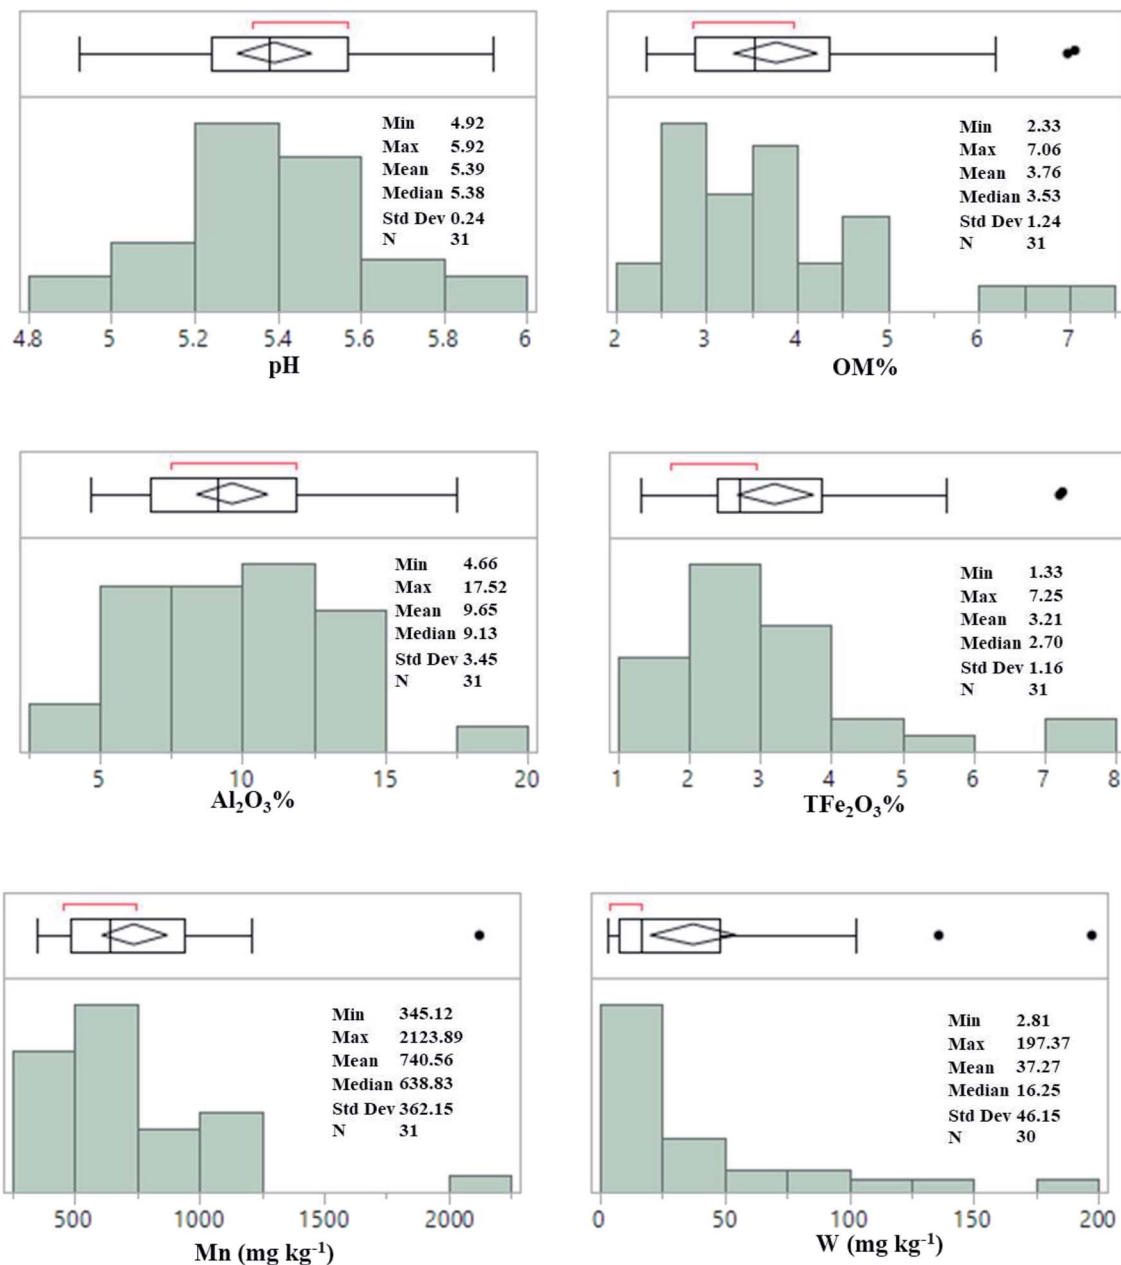 Min 4.92
Max 5.92
Mean 5.39
Median 5.38
Std Dev 0.24
N 31
4.8 5 5.2 5.4 5.6 5.8 6
pH
Min 2.33
Max 7.06
Mean 3.76
Median 3.53
Std Dev 1.24
N 31
2 3 4 5 6 7
OM%
Min 4.66
Max 17.52
Mean 9.65
Median 9.13
Std Dev 3.45
N 31
5 10 15 20
Al₂O₃%
Min 1.33
Max 7.25
Mean 3.21
Median 2.70
Std Dev 1.16
N 31
1 2 3 4 5 6 7 8
TFe₂O₃%
Min 345.12
Max 2123.89
Mean 740.56
Median 638.83
Std Dev 362.15
N 31
500 1000 1500 2000
Mn (mg kg⁻¹)
Min 2.81
Max 197.37
Mean 37.27
Median 16.25
Std Dev 46.15
N 30
0 50 100 150 200
W (mg kg⁻¹)